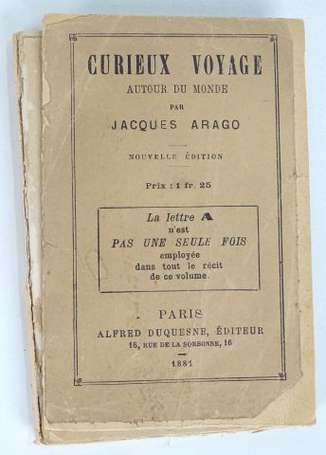 CURIEUX VOYAGE
AUTOUR DU MONDE
PAR
JACQUES ARAGO
NOUVELLE ÉDITION
Prix : 1 fr. 25
La lettre A
n'est
PAS UNE SEULE FOIS
employée
dans tout le récit
de ce volume.
PARIS
ALFRED DUQUESNE, ÉDITEUR
16, RUE DE LA SORBONNE, 16
1881